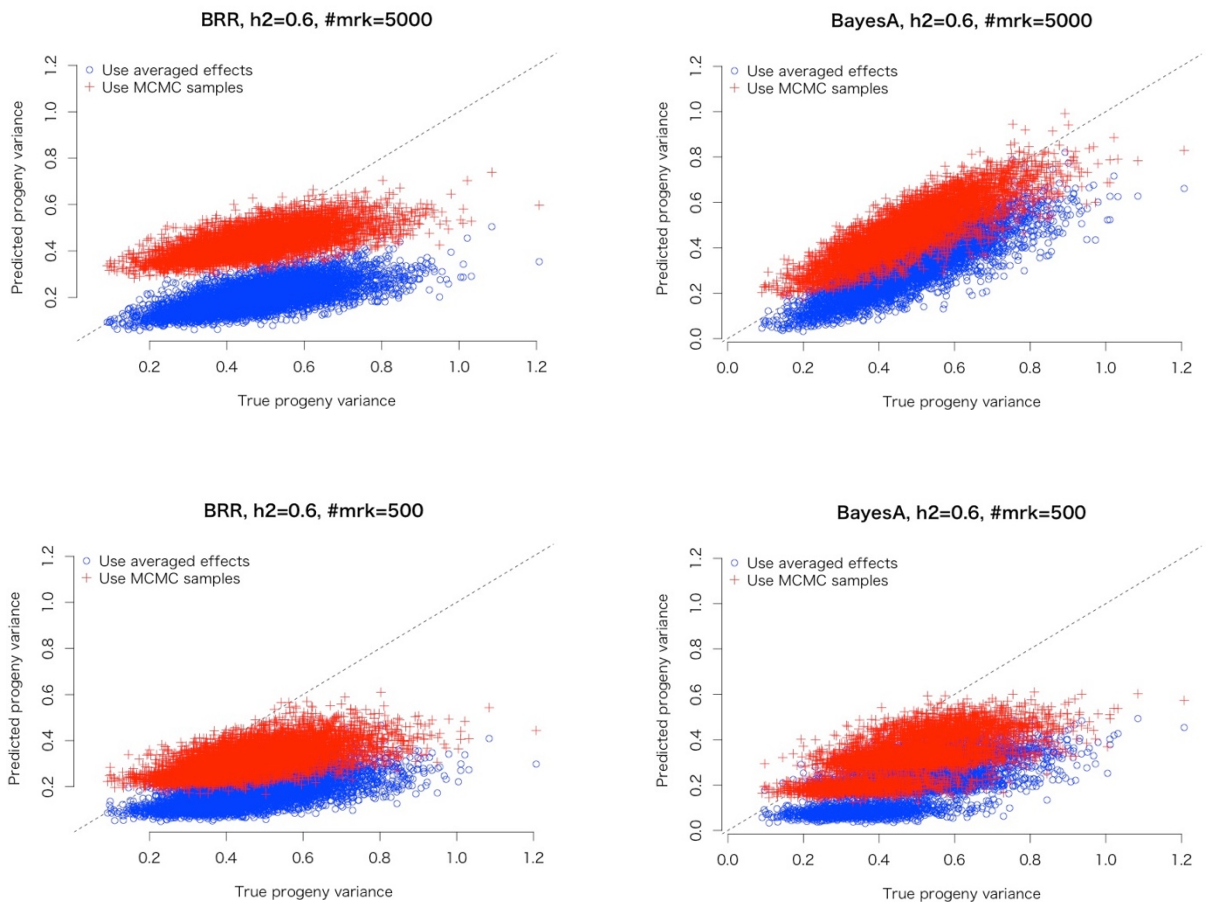 BRR, h2=0.6, #mrk=5000
Use averaged effects
Use MCMC samples
Predicted progeny variance
0.2 0.4 0.6 0.8 1.0 1.2
0.2 0.4 0.6 0.8 1.0 1.2
True progeny variance
BayesA, h2=0.6, #mrk=5000
Use averaged effects
Use MCMC samples
Predicted progeny variance
0.0 0.2 0.4 0.6 0.8 1.0 1.2
0.0 0.2 0.4 0.6 0.8 1.0 1.2
True progeny variance
BRR, h2=0.6, #mrk=500
Use averaged effects
Use MCMC samples
Predicted progeny variance
0.2 0.4 0.6 0.8 1.0 1.2
0.2 0.4 0.6 0.8 1.0 1.2
True progeny variance
BayesA, h2=0.6, #mrk=500
Use averaged effects
Use MCMC samples
Predicted progeny variance
0.0 0.2 0.4 0.6 0.8 1.0 1.2
0.0 0.2 0.4 0.6 0.8 1.0 1.2
True progeny variance